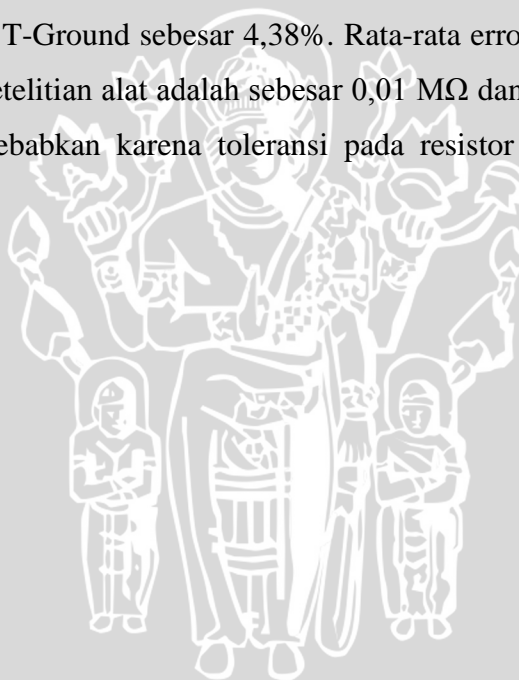 T-Ground sebesar 4,38%. Rata-rata erro
etelitian alat adalah sebesar 0,01 MΩ dan
ebabkan karena toleransi pada resistor